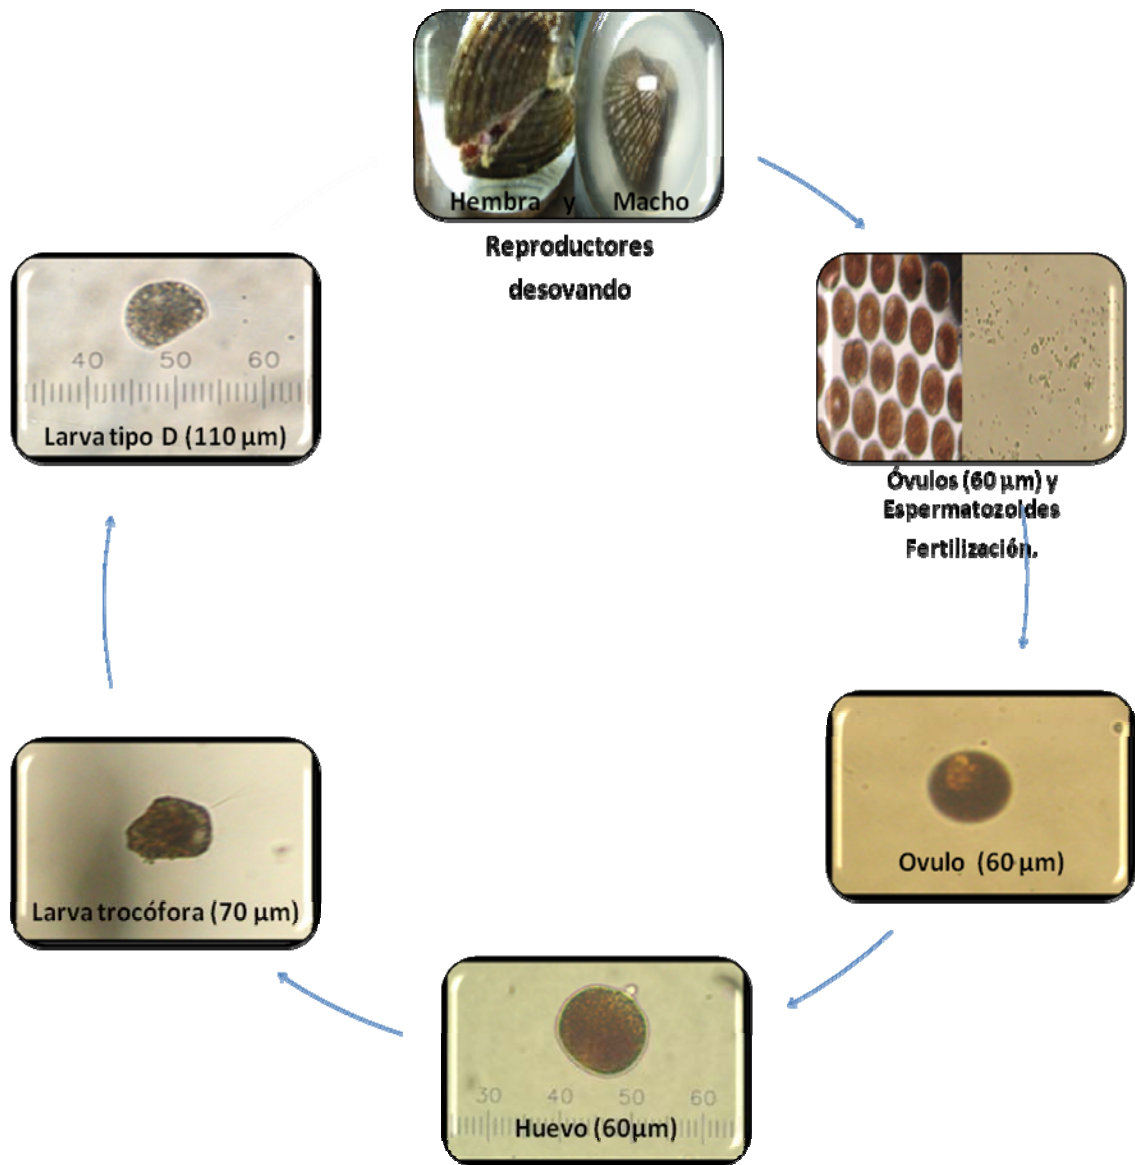 Hembra y Macho
Reproductores
desovando
Óvulos (60 µm) y
Espermatozoides
Fertilización.
Ovulo (60 µm)
30 40 50 60
Huevo (60µm)
Larva trocófora (70 µm)
40 50 60
Larva tipo D (110 µm)